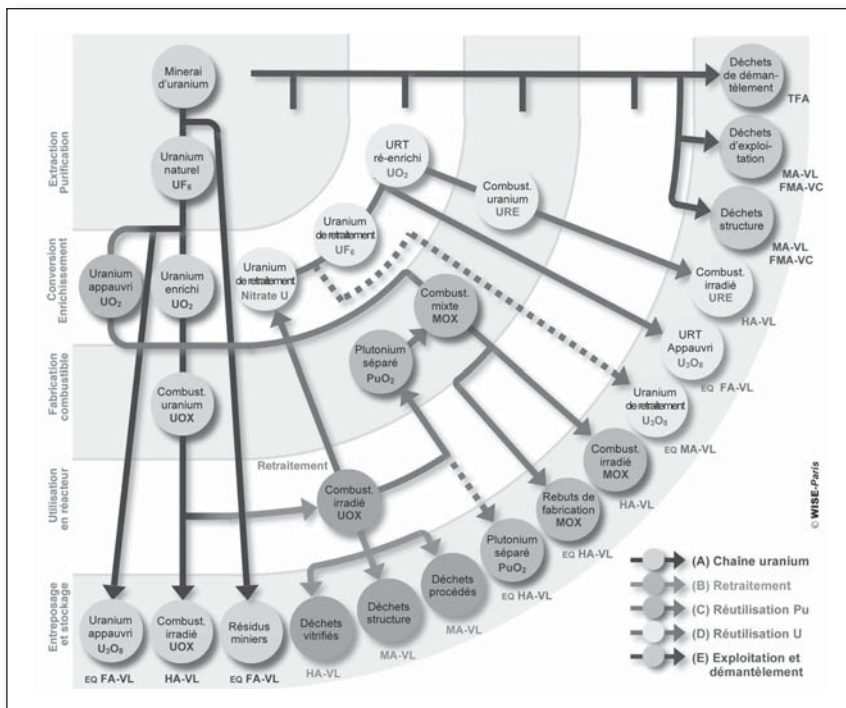 Minerai
d'uranium
Déchets
de déman-
tèlement
TFA
Extraction
Purification
Uranium
naturel
UF6
URT
ré-enrichi
UO2
Déchets
d'exploi-
tation
MA-VL
FMA-VC
Combust.
uranium
URE
Déchets
structure
MA-VL
FMA-VC
Uranium
de retraitement
UF6
Conversion
Enrichissement
Uranium
appauvri
UO2
Uranium
enrichi
UO2
Uranium
de retraitement
Nitrate U
Combust.
mixte
MOX
Combust.
irradié
URE
HA-VL
Plutonium
séparé
PuO2
URT
Appauvri
U3O8
EQ FA-VL
Fabrication
combustible
Combust.
uranium
UOX
Uranium
de retraitement
U3O8
EQ MA-VL
Retraitement
Combust.
irradié
MOX
HA-VL
Utilisation
en réacteur
Combust.
irradié
UOX
Rebuts de
fabrication
MOX
EQ HA-VL
Plutonium
séparé
PuO2
EQ HA-VL
© WISE-Paris
Entreposage
et stockage
Uranium
appauvri
U3O8
EQ FA-VL
Combust.
irradié
UOX
HA-VL
Résidus
miniers
EQ FA-VL
Déchets
vitrifiés
HA-VL
Déchets
structure
MA-VL
Déchets
procédés
MA-VL
(A) Chaîne uranium
(B) Retraitement
(C) Réutilisation Pu
(D) Réutilisation U
(E) Exploitation et
démantèlement